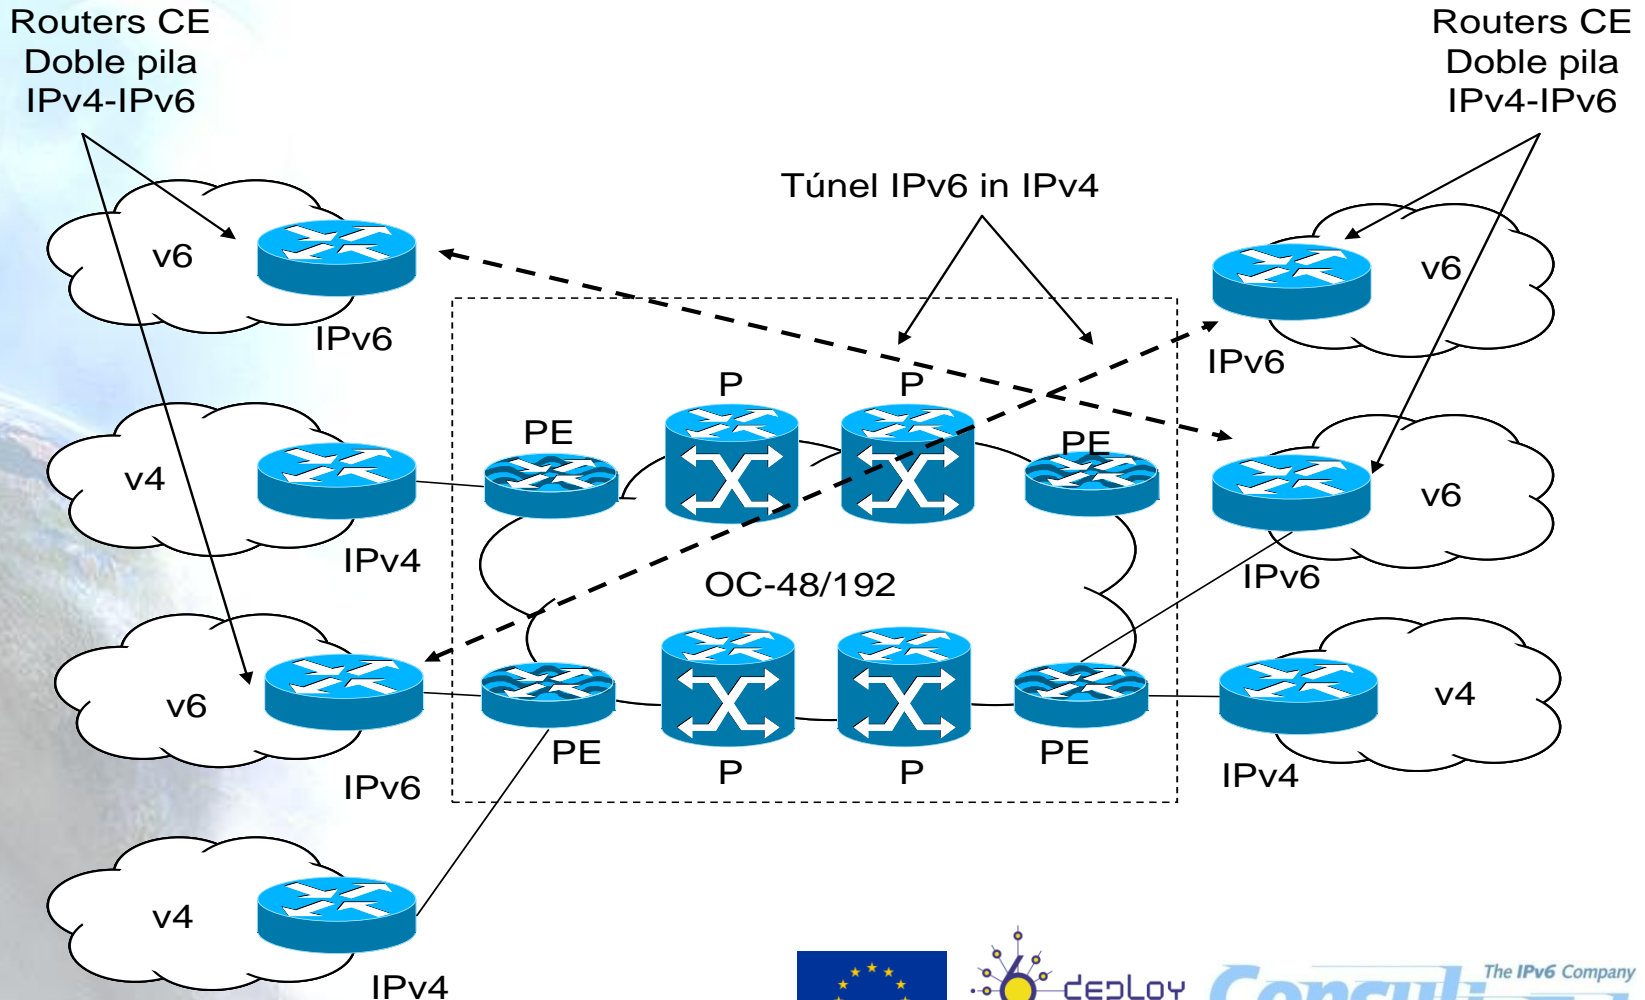 Routers CE
Doble pila
IPv4-IPv6
Routers CE
Doble pila
IPv4-IPv6
Túnel IPv6 in IPv4
v6
IPv6
v6
IPv6
P
P
PE
PE
v4
IPv4
v6
IPv6
OC-48/192
v6
IPv6
PE
P
P
PE
v4
IPv4
v4
IPv4
6
DEPLOY
The IPv6 Company